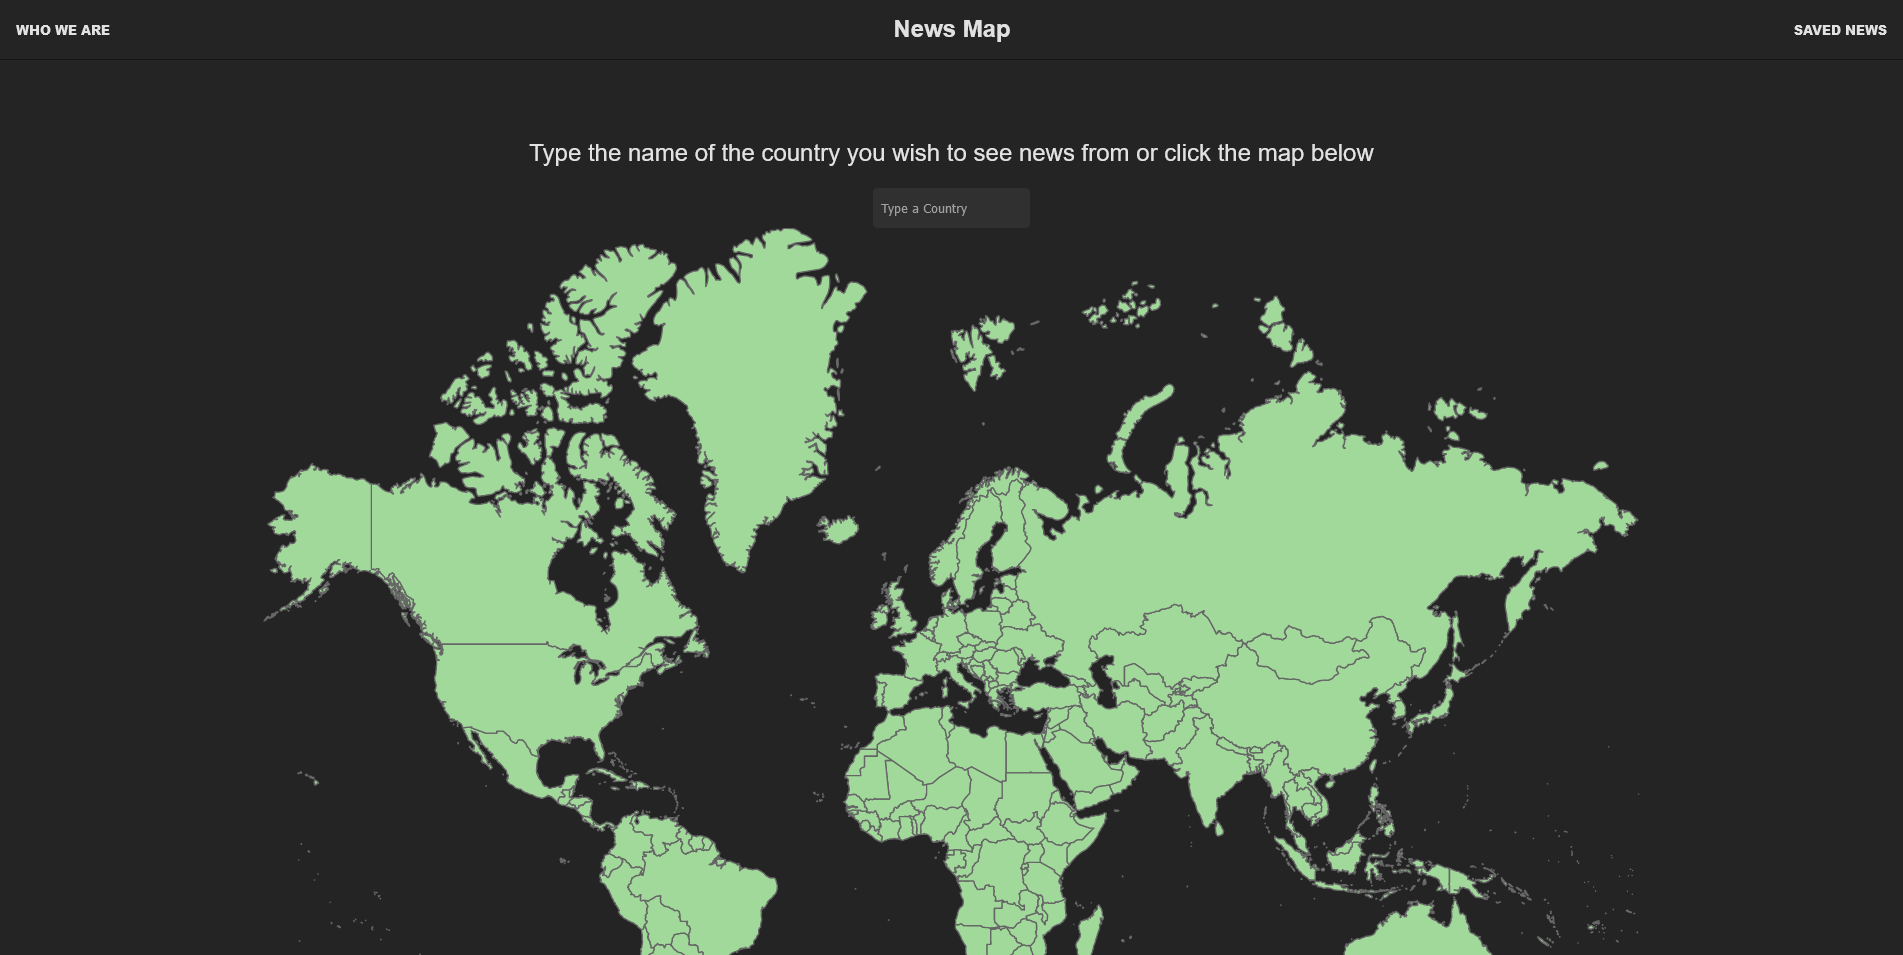 WHO WE ARE
News Map
SAVED NEWS
Type the name of the country you wish to see news from or click the map below
Type a Country